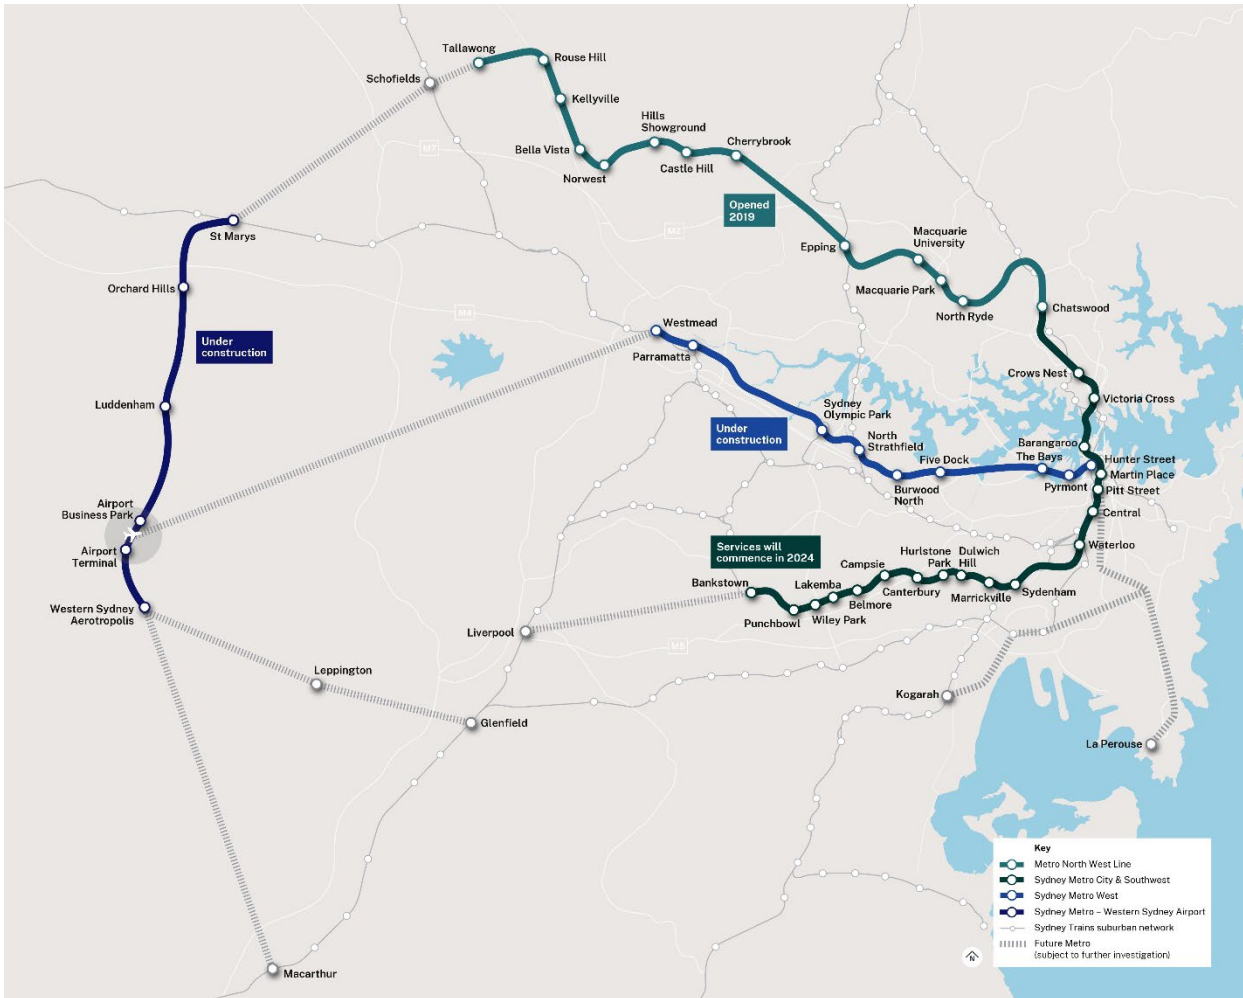 Tallawong
Rouse Hill
Schofields
Kellyville
Hills
Showground
Cherrybrook
M7
Bella Vista
Castle Hill
Norwest
Opened
2019
St Marys
M2
Epping
Macquarie
University
Orchard Hills
Macquarie Park
North Ryde
Chatswood
M4
Under
construction
Westmead
Parramatta
Crows Nest
Victoria Cross
Luddenham
Sydney
Olympic Park
Under
construction
North
Strathfield
Barangaroo
Five Dock
The Bays
Hunter Street
Martin Place
Burwood
North
Pyrmont
Pitt Street
Airport
Business Park
Central
Airport
Terminal
Services will
commence in 2024
Waterloo
Bankstown
Lakemba
Campsie
Hurlstone
Park
Dulwich
Hill
Canterbury
Belmore
Marrickville
Sydenham
Punchbowl
Wiley Park
Western Sydney
Aerotropolis
Liverpool
M5
Leppington
Kogarah
Glenfield
La Perouse
Macarthur
Key
Metro North West Line
Sydney Metro City & Southwest
Sydney Metro West
Sydney Metro – Western Sydney Airport
Sydney Trains suburban network
Future Metro
(subject to further investigation)
N